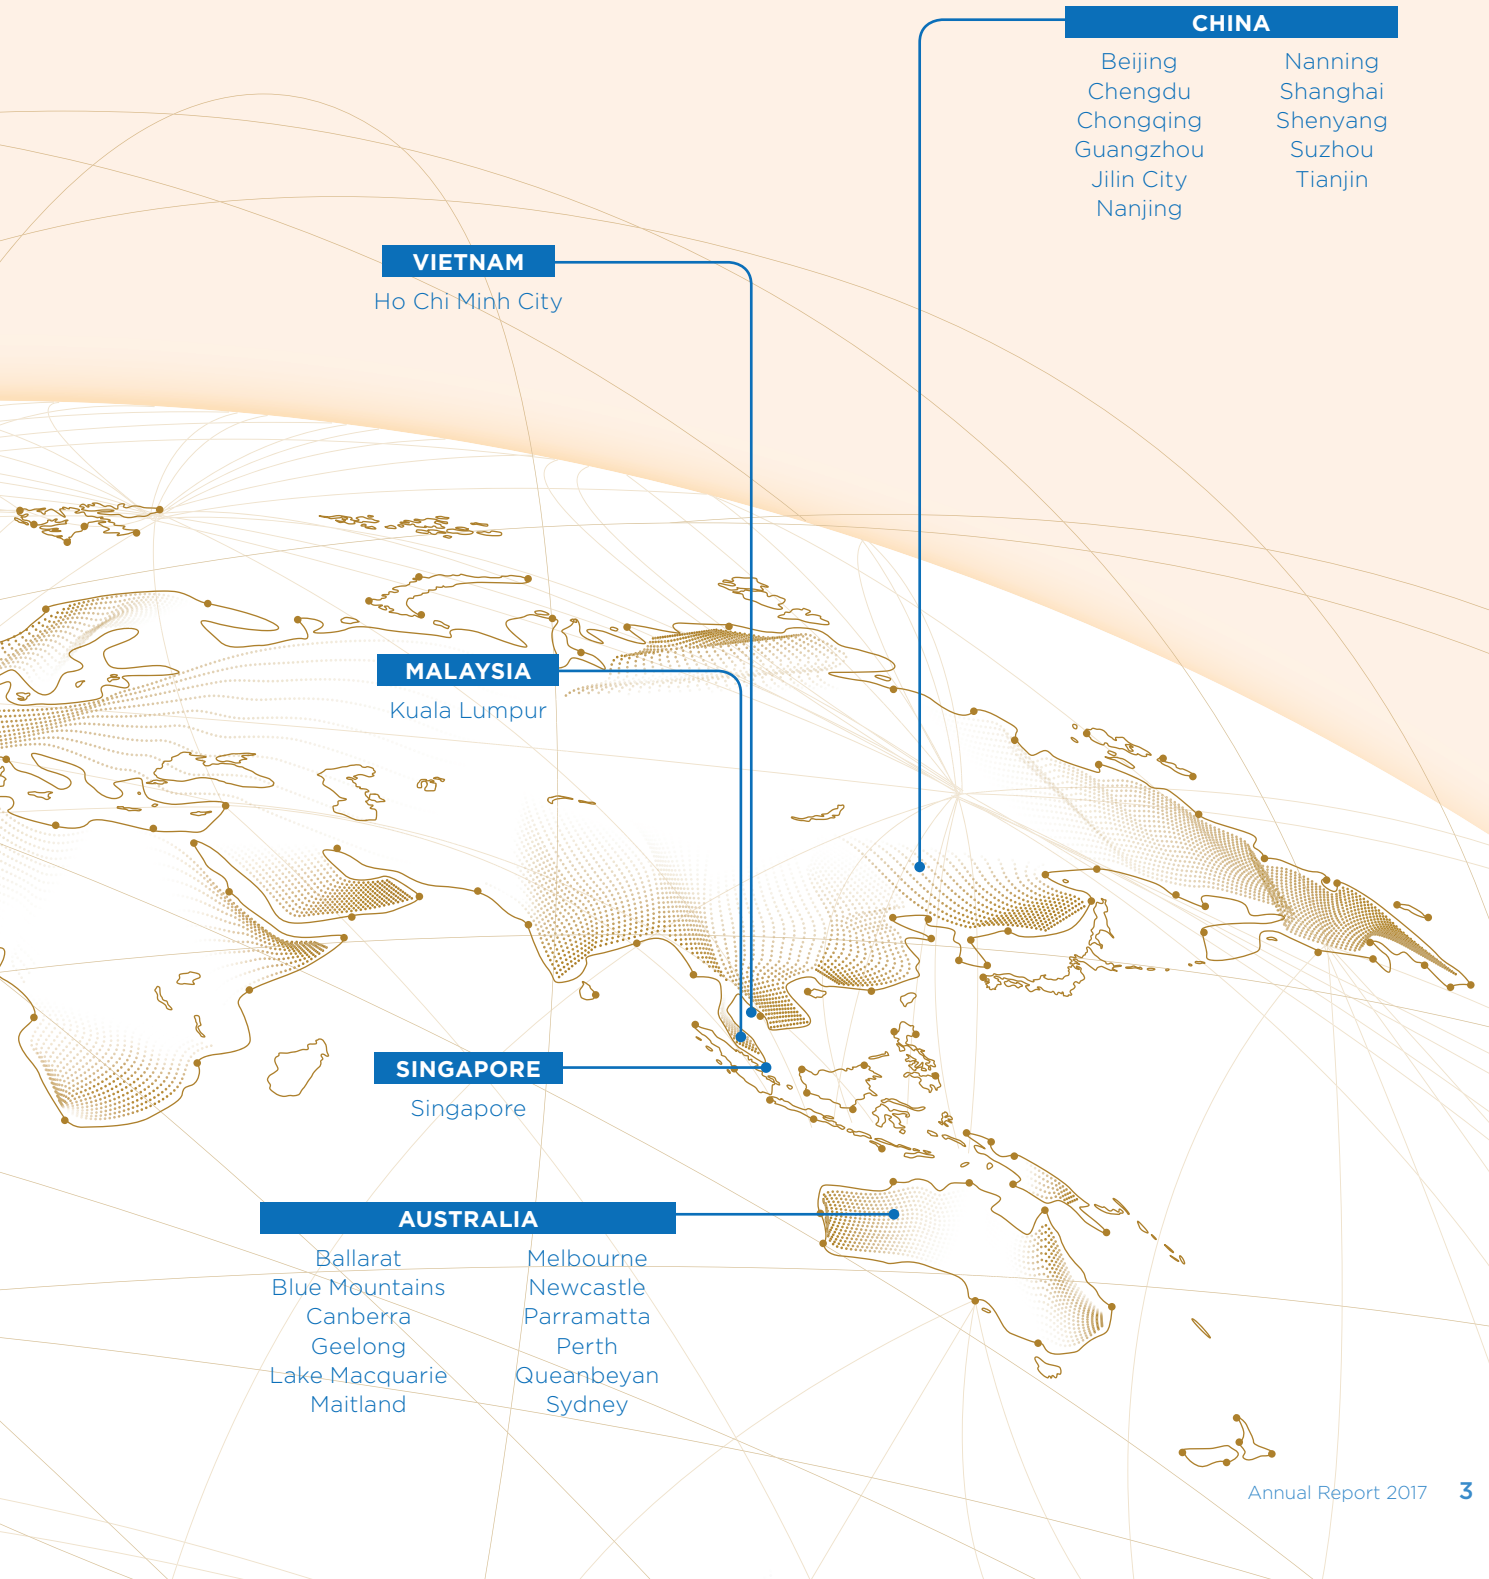 CHINA
Beijing
Chengdu
Chongqing
Guangzhou
Jilin City
Nanjing
Nanning
Shanghai
Shenyang
Suzhou
Tianjin
VIETNAM
Ho Chi Minh City
MALAYSIA
Kuala Lumpur
SINGAPORE
Singapore
AUSTRALIA
Ballarat
Blue Mountains
Canberra
Geelong
Lake Macquarie
Maitland
Melbourne
Newcastle
Parramatta
Perth
Queanbeyan
Sydney
Annual Report 2017 3